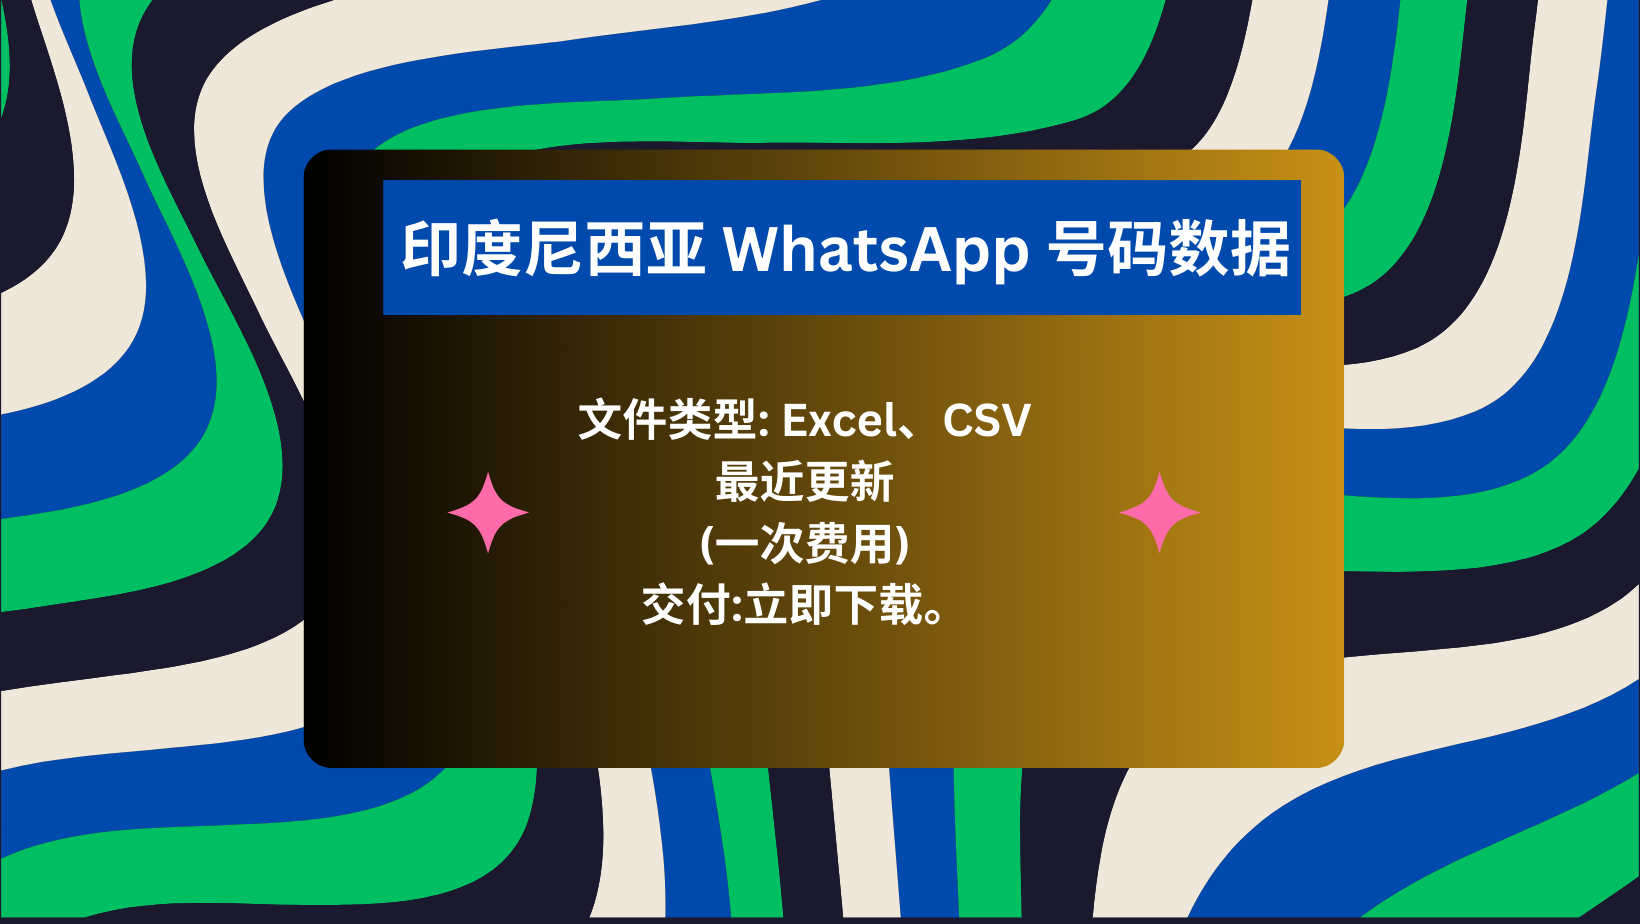 印度尼西亚 WhatsApp 号码数据
文件类型: Excel、CSV
最近更新
(一次费用)
交付:立即下载。